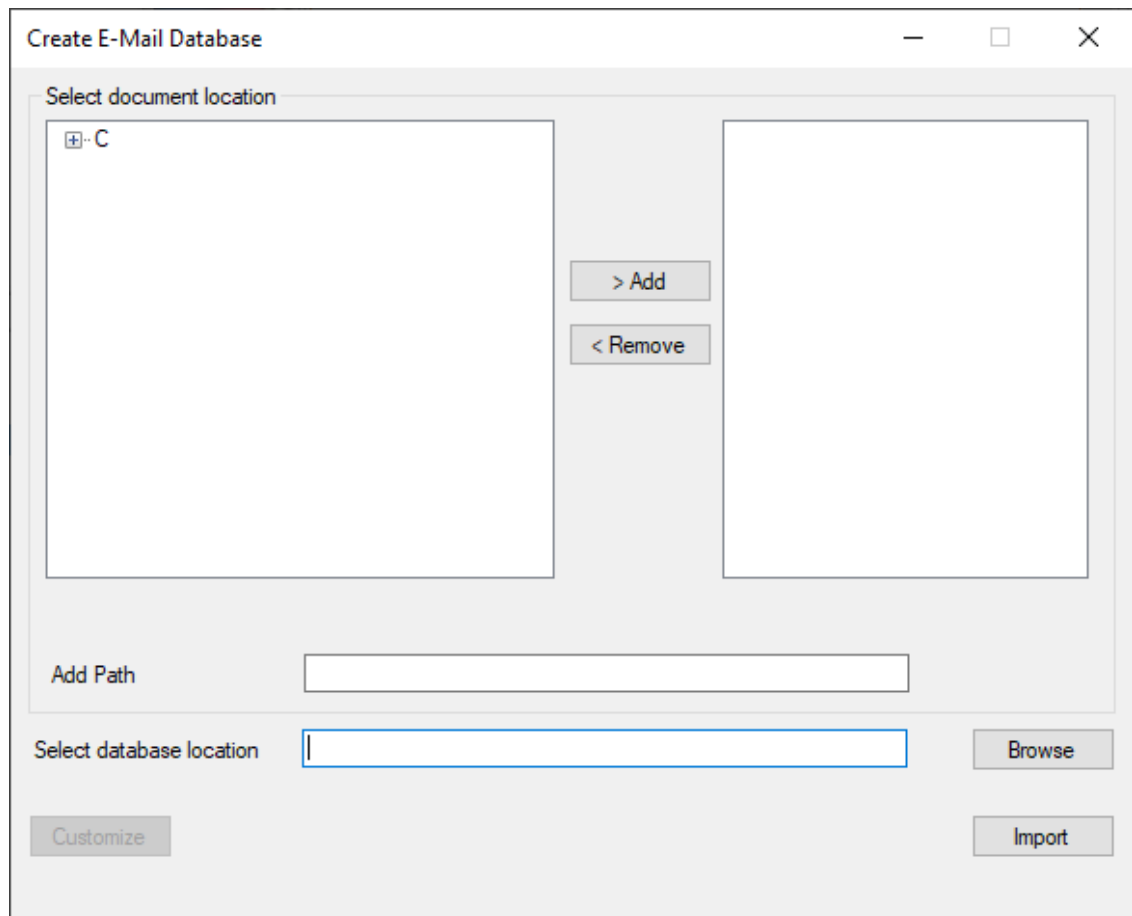 Create E-Mail Database
Select document location
C
> Add
< Remove
Add Path
Select database location
Browse
Customize
Import